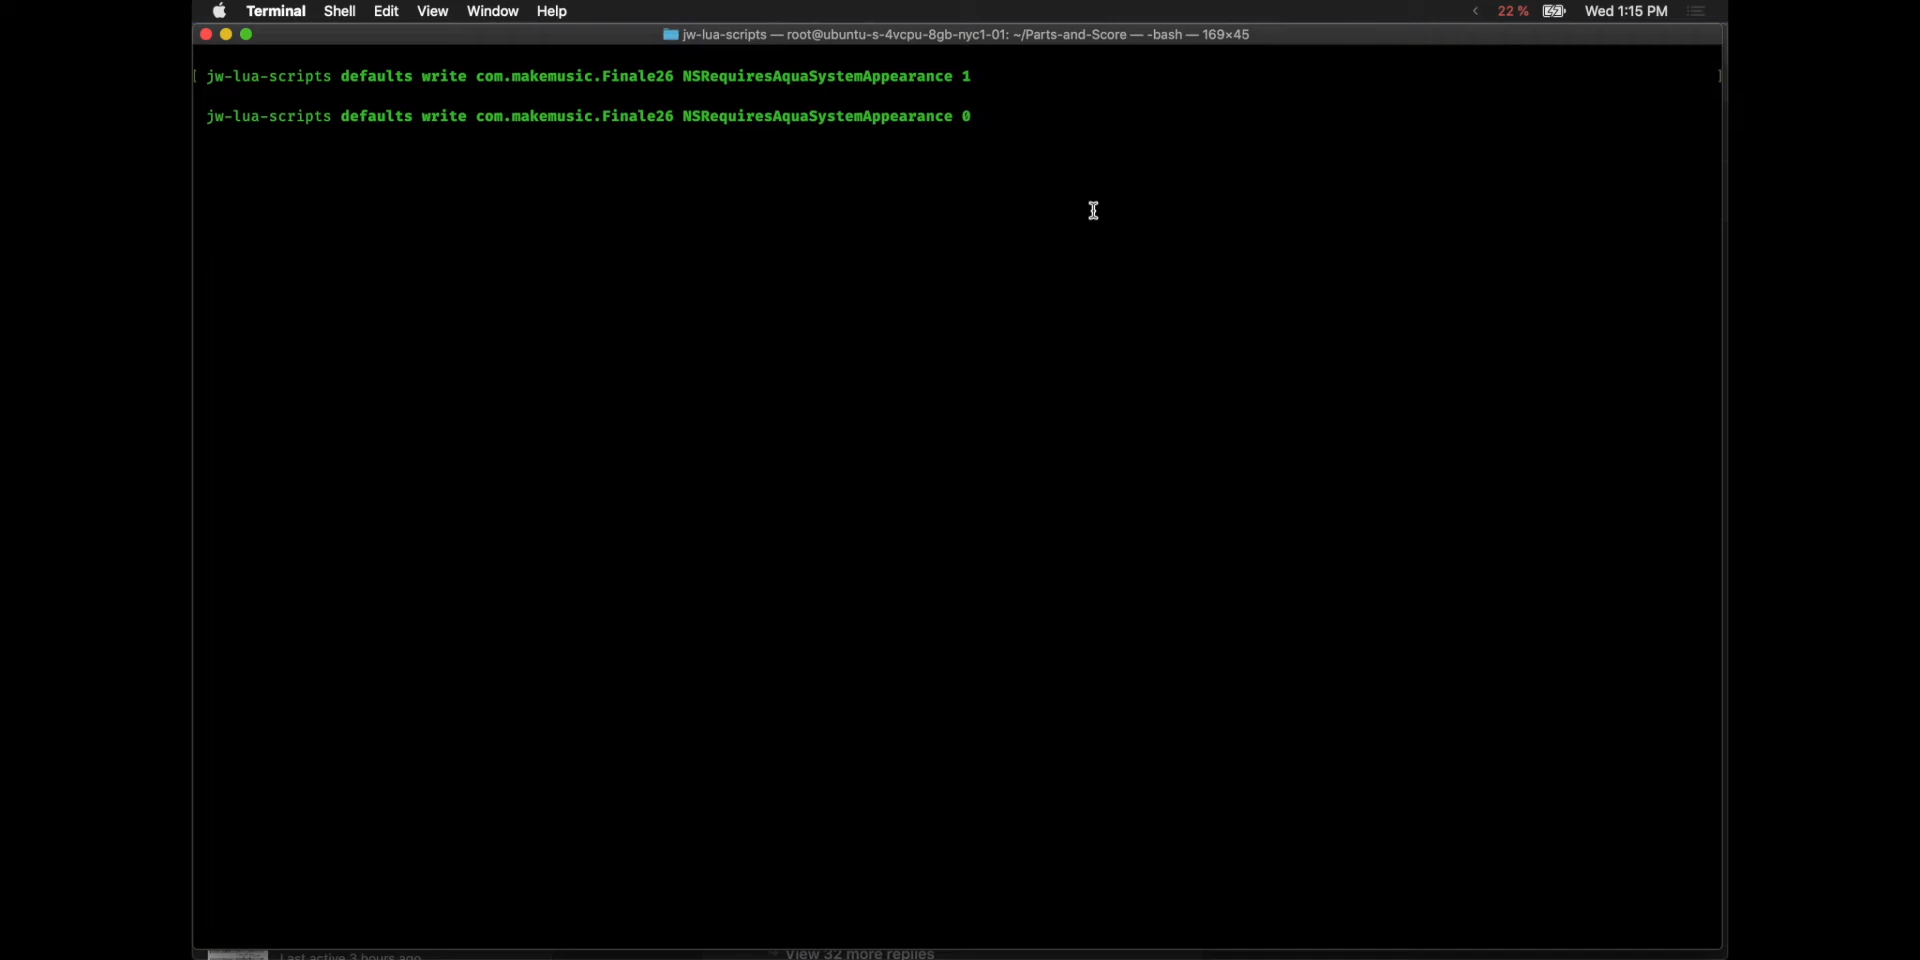 Terminal Shell Edit View Window Help < 22 % Wed 1:15 PM
jw-lua-scripts — root@ubuntu-s-4vcpu-8gb-nyc1-01: ~/Parts-and-Score — -bash — 169×45
[ jw-lua-scripts defaults write com.makemusic.Finale26 NSRequiresAquaSystemAppearance 1 ]
jw-lua-scripts defaults write com.makemusic.Finale26 NSRequiresAquaSystemAppearance 0
Last active 3 hours ago View 32 more replies